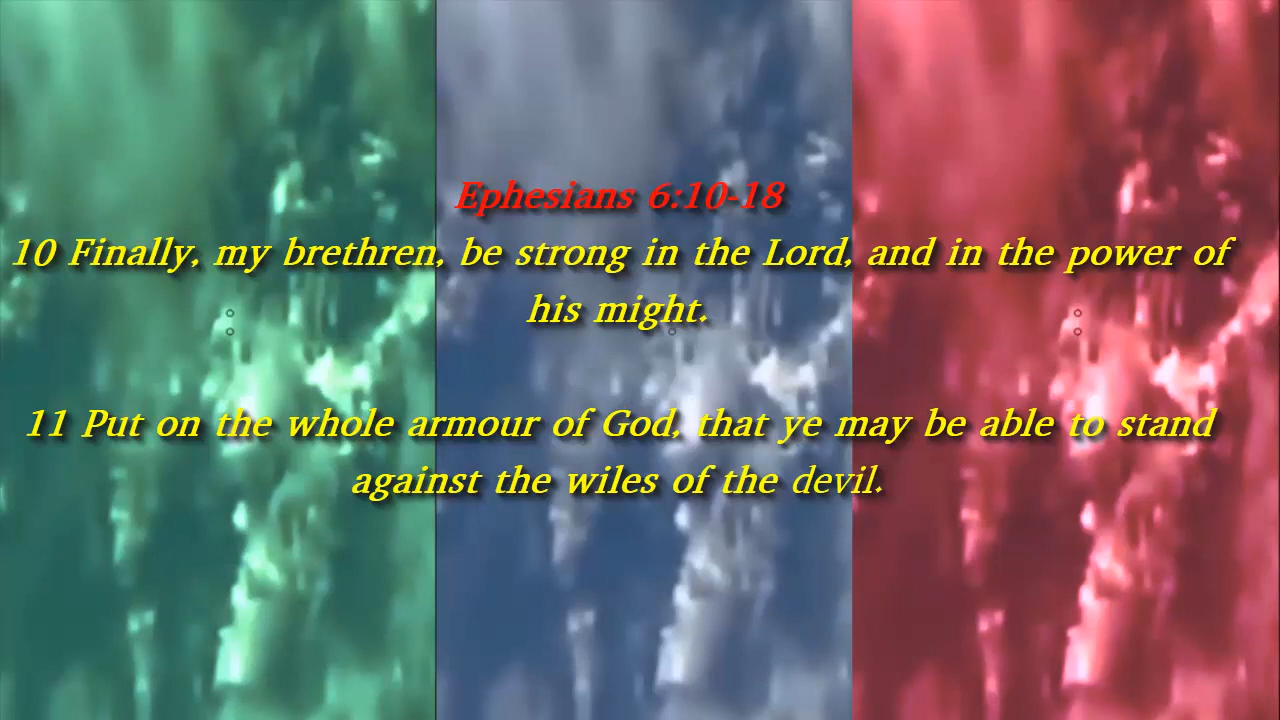 Ephesians 6:10-18
10 Finally, my brethren, be strong in the Lord, and in the power of
his might.
11 Put on the whole armour of God, that ye may be able to stand
against the wiles of the devil.